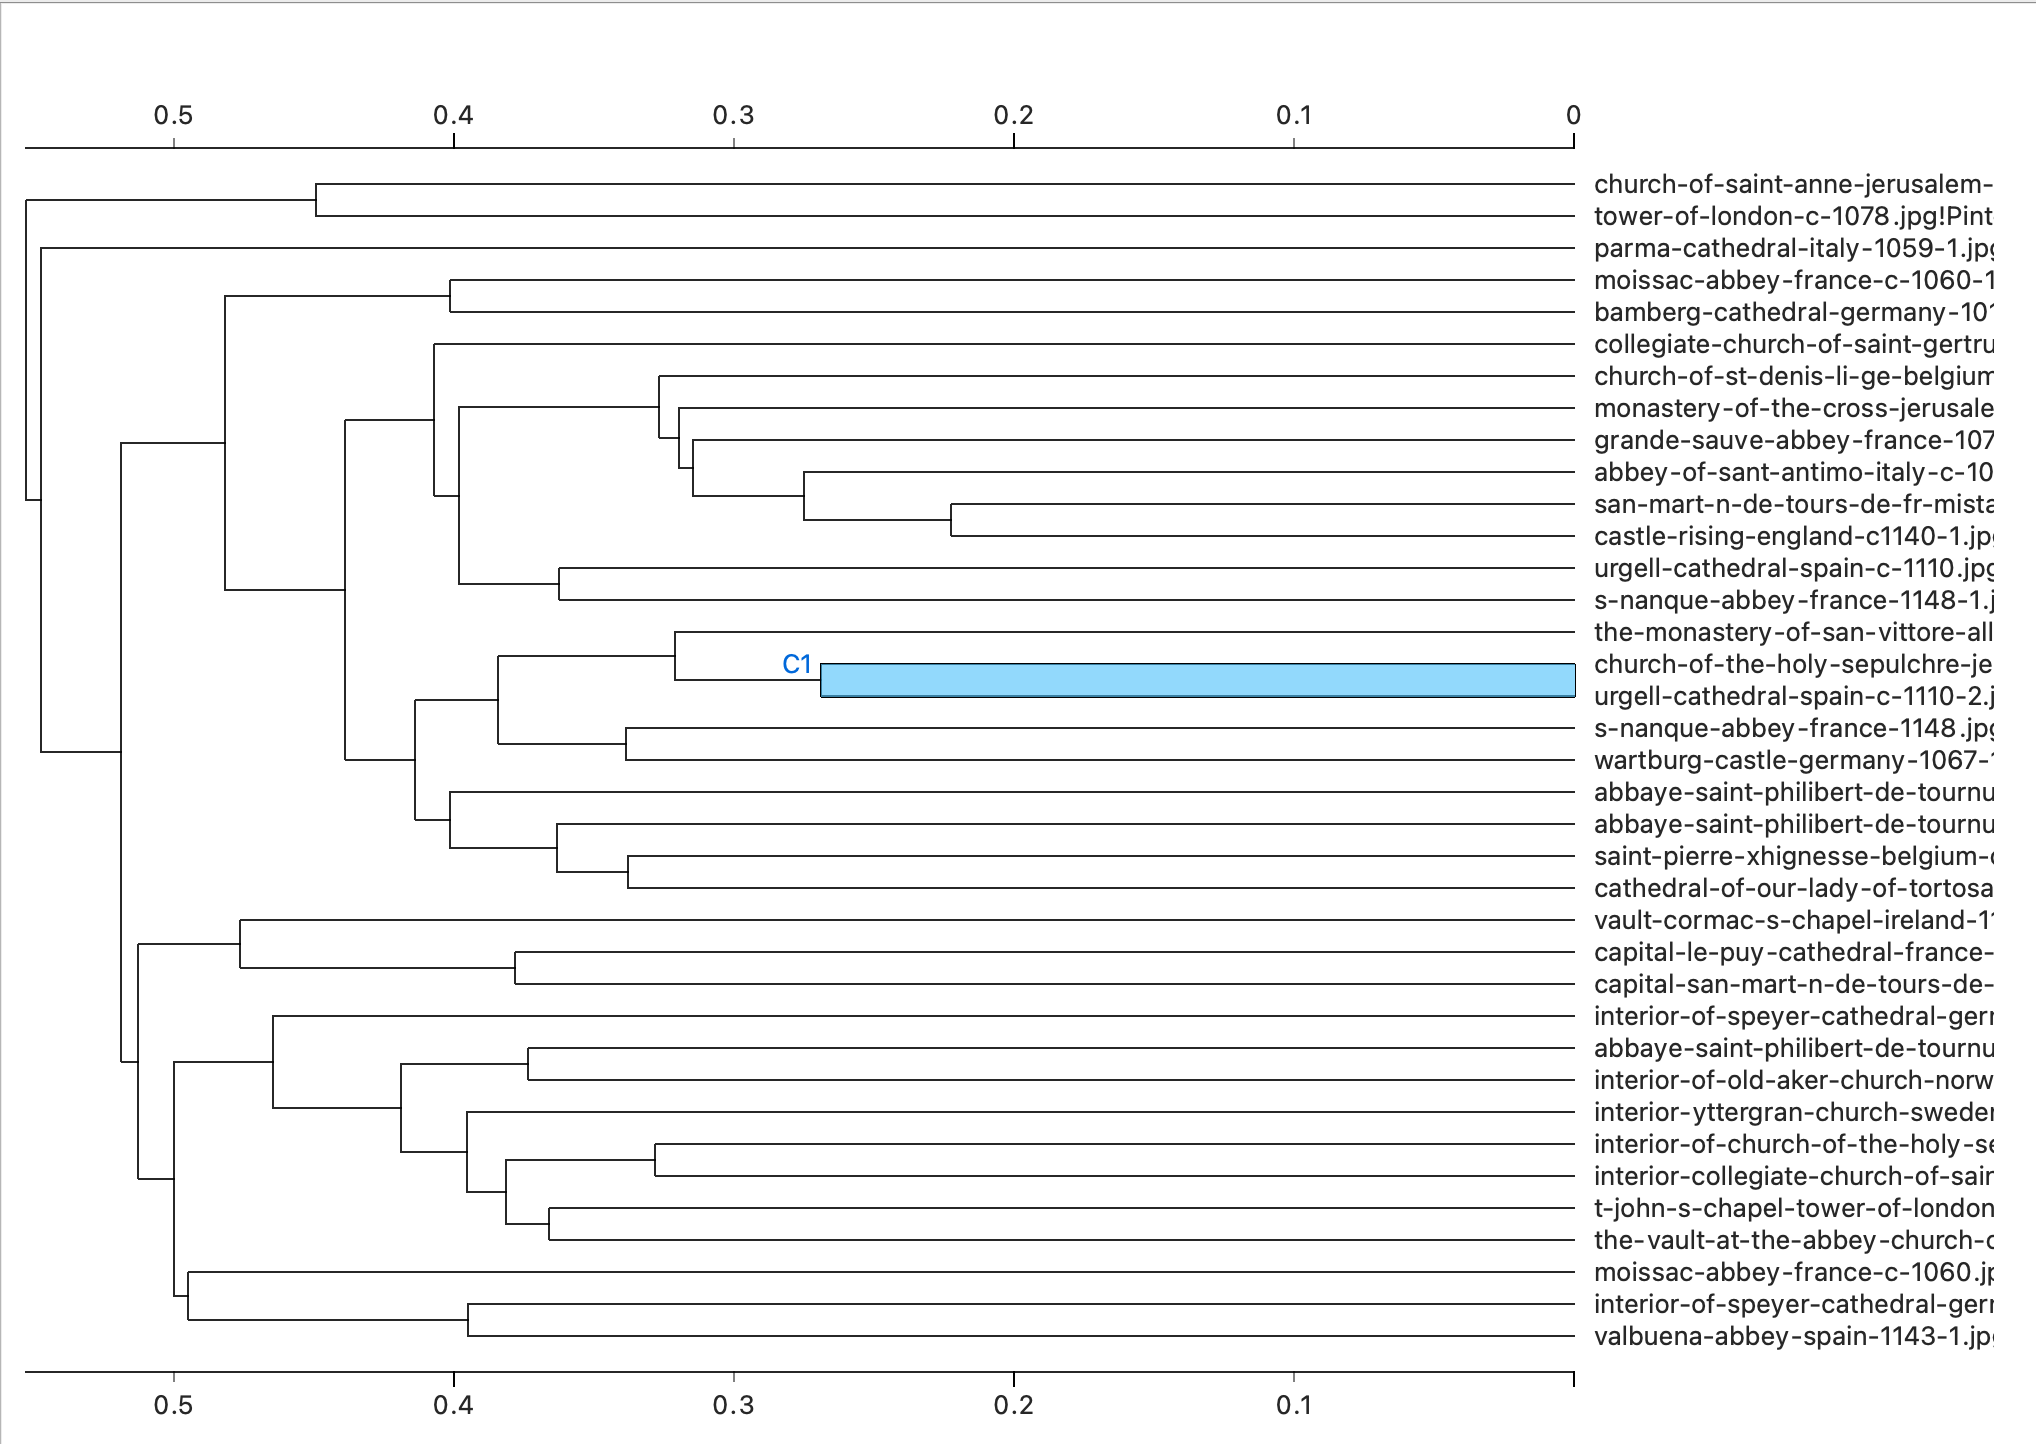 0.5 0.4 0.3 0.2 0.1 0
church-of-saint-anne-jerusalem-
tower-of-london-c-1078.jpg!Pint
parma-cathedral-italy-1059-1.jpg
moissac-abbey-france-c-1060-1
bamberg-cathedral-germany-101
collegiate-church-of-saint-gertru
church-of-st-denis-li-ge-belgium
monastery-of-the-cross-jerusale
grande-sauve-abbey-france-107
abbey-of-sant-antimo-italy-c-10
san-mart-n-de-tours-de-fr-mista
castle-rising-england-c1140-1.jpg
urgell-cathedral-spain-c-1110.jpg
s-nanque-abbey-france-1148-1.j
the-monastery-of-san-vittore-all
C1 church-of-the-holy-sepulchre-je
urgell-cathedral-spain-c-1110-2.j
s-nanque-abbey-france-1148.jpg
wartburg-castle-germany-1067-1
abbaye-saint-philibert-de-tournu
abbaye-saint-philibert-de-tournu
saint-pierre-xhignesse-belgium-c
cathedral-of-our-lady-of-tortosa
vault-cormac-s-chapel-ireland-11
capital-le-puy-cathedral-france-
capital-san-mart-n-de-tours-de-
interior-of-speyer-cathedral-gerr
abbaye-saint-philibert-de-tournu
interior-of-old-aker-church-norw
interior-yttergran-church-sweder
interior-of-church-of-the-holy-se
interior-collegiate-church-of-sair
t-john-s-chapel-tower-of-london
the-vault-at-the-abbey-church-c
moissac-abbey-france-c-1060.jp
interior-of-speyer-cathedral-gerr
valbuena-abbey-spain-1143-1.jpg
0.5 0.4 0.3 0.2 0.1